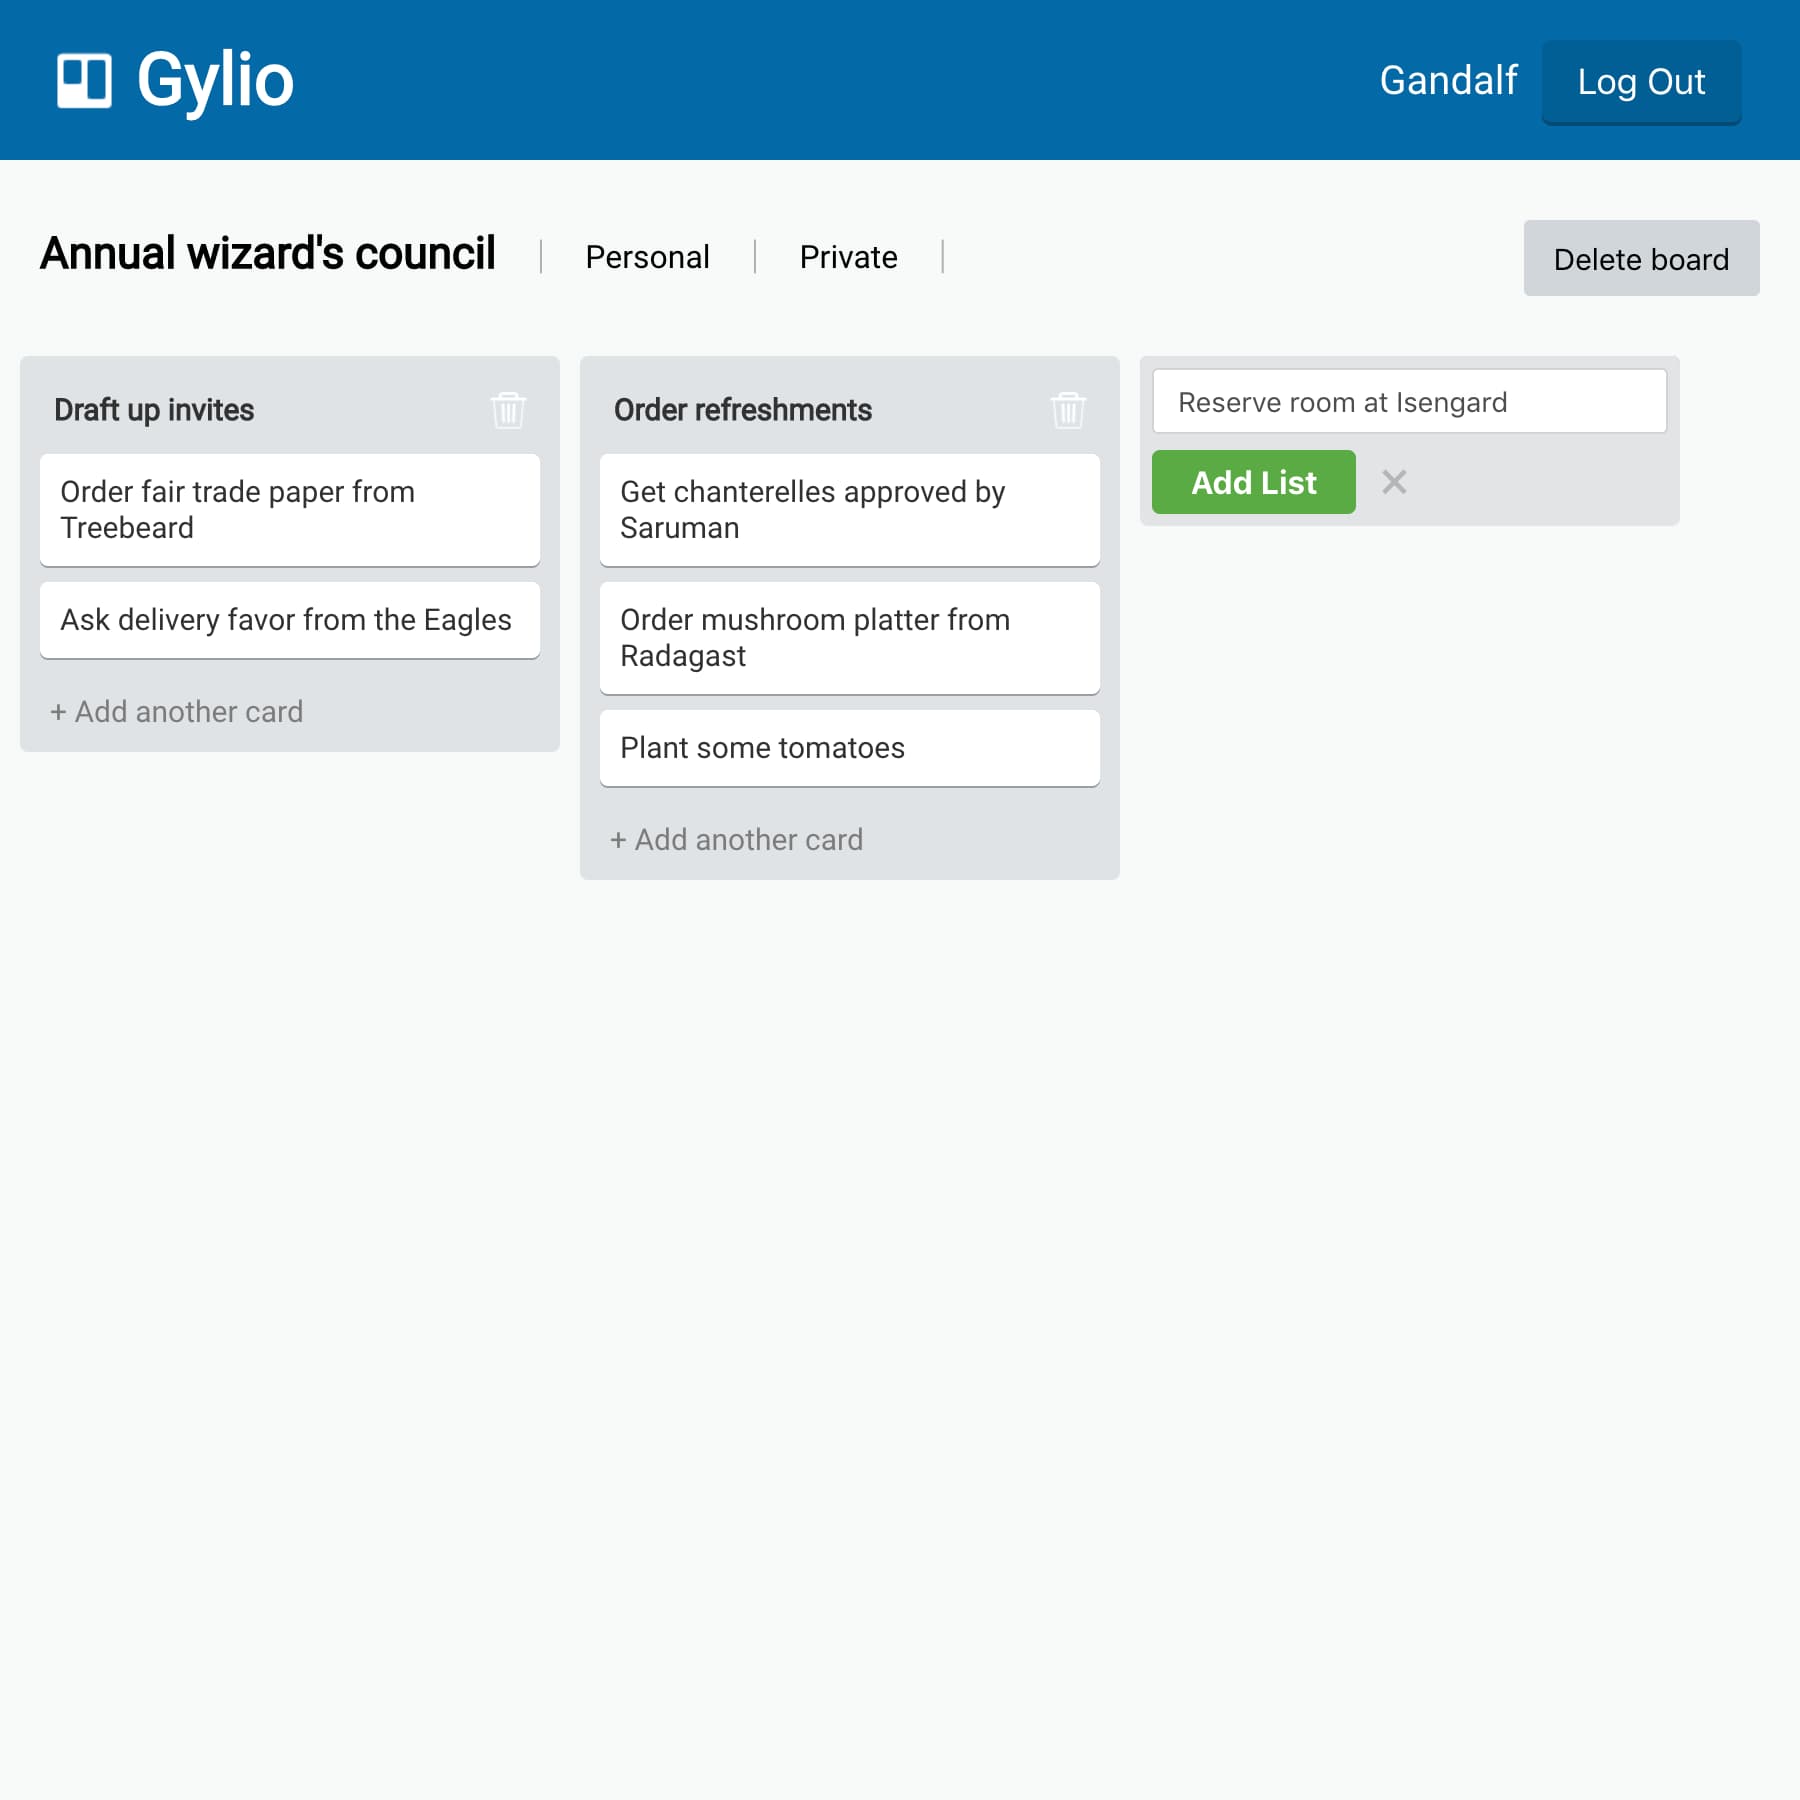 Gylio
Gandalf
Log Out
Annual wizard's council
Personal
Private
Delete board
Draft up invites
Order fair trade paper from
Treebeard
Ask delivery favor from the Eagles
+ Add another card
Order refreshments
Get chanterelles approved by
Saruman
Order mushroom platter from
Radagast
Plant some tomatoes
+ Add another card
Reserve room at Isengard
Add List